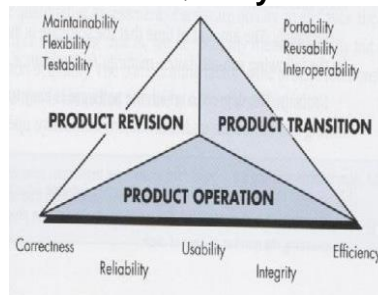 Maintainability
Flexibility
Testability
Portability
Reusability
Interoperability
PRODUCT REVISION
PRODUCT TRANSITION
PRODUCT OPERATION
Correctness
Reliability
Usability
Integrity
Efficiency